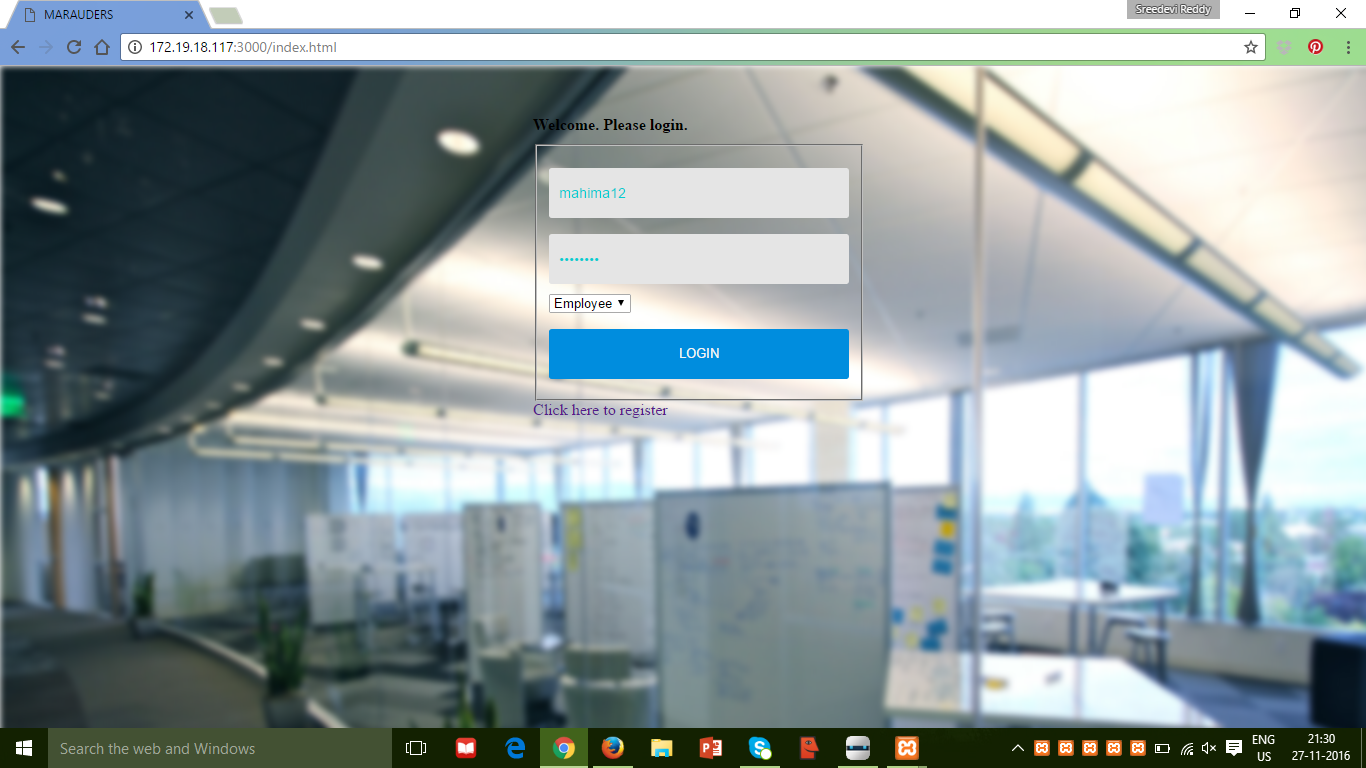 MARAUDERS
Sreedevi Reddy
172.19.18.117:3000/index.html
Welcome. Please login.
mahima12
••••••••
Employee
LOGIN
Click here to register
Search the web and Windows
ENG
US
21:30
27-11-2016